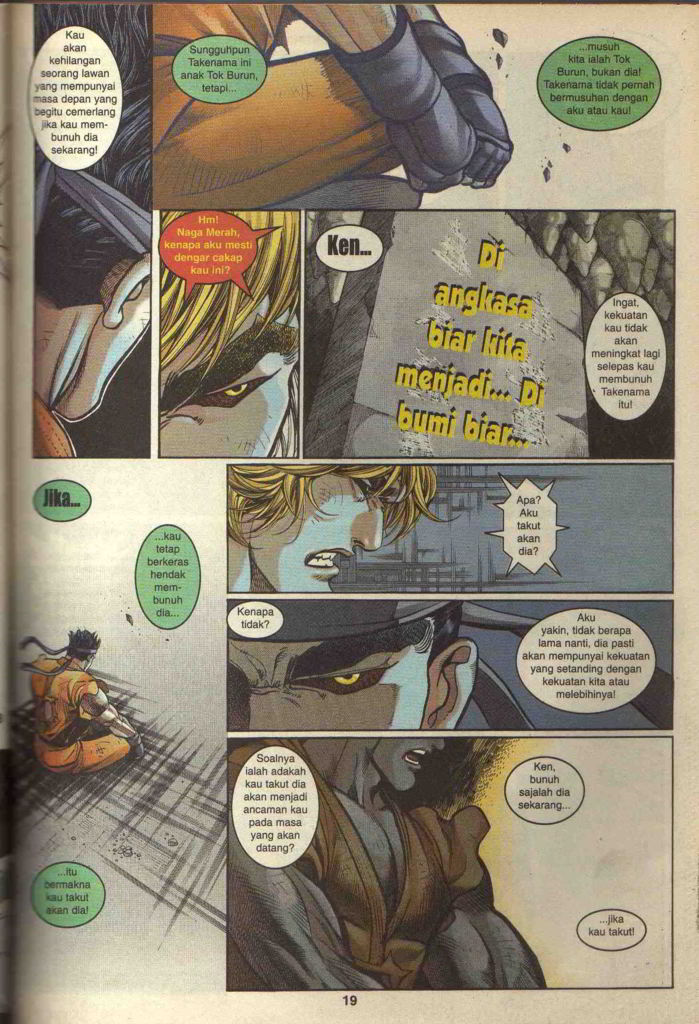 Kau
akan
kehilangan
seorang lawan
yang mempunyai
masa depan yang
begitu cemerlang
jika kau mem-
bunuh dia
sekarang!
Sungguhpun
Takenama ini
anak Tok Burun,
tetapi...
...musuh
kita ialah Tok
Burun, bukan dia!
Takenama tidak pernah
bermusuhan dengan
aku atau kau!
Hm!
Naga Merah,
kenapa aku mesti
dengar cakap
kau ini?
Ken...
Di
angkasa
biar kita
menjadi... Di
bumi biar...
Ingat,
kekuatan
kau tidak
akan
meningkat lagi
selepas kau
membunuh
Takenama
itu!
Jika...
...kau
tetap
berkeras
hendak
mem-
bunuh
dia...
...itu
bermakna
kau takut
akan dia!
Apa?
Aku
takut
akan
dia?
Kenapa
tidak?
Aku
yakin, tidak berapa
lama nanti, dia pasti
akan mempunyai kekuatan
yang setanding dengan
kekuatan kita atau
melebihinya!
Soalnya
ialah adakah
kau takut dia
akan menjadi
ancaman kau
pada masa
yang akan
datang?
Ken,
bunuh
sajalah dia
sekarang...
...jika
kau takut!
19